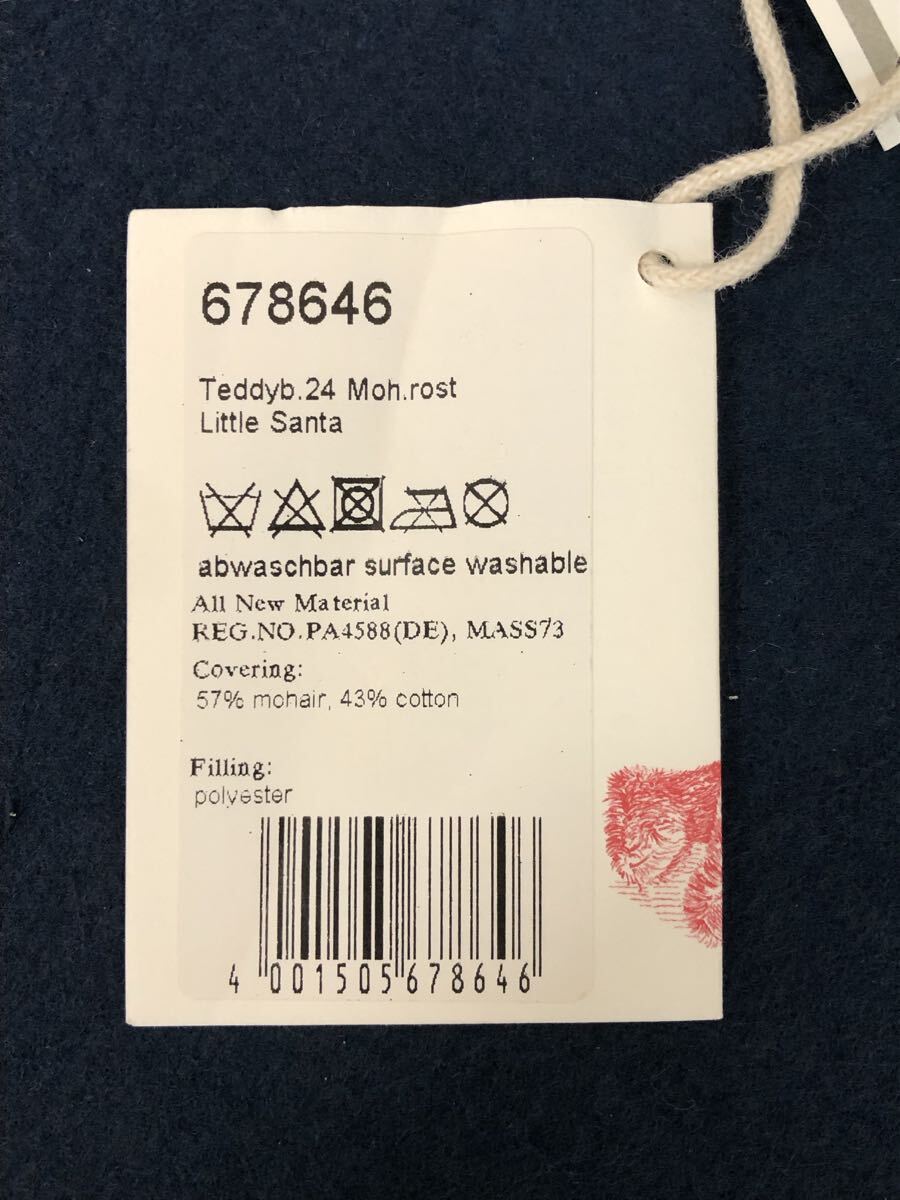 678646
Teddyb.24 Moh.rost
Little Santa
abwaschbar surface washable
All New Material
REG.NO.PA4588(DE), MASS73
Covering:
57% mohair, 43% cotton
Filling:
polyester
4 001505 678646